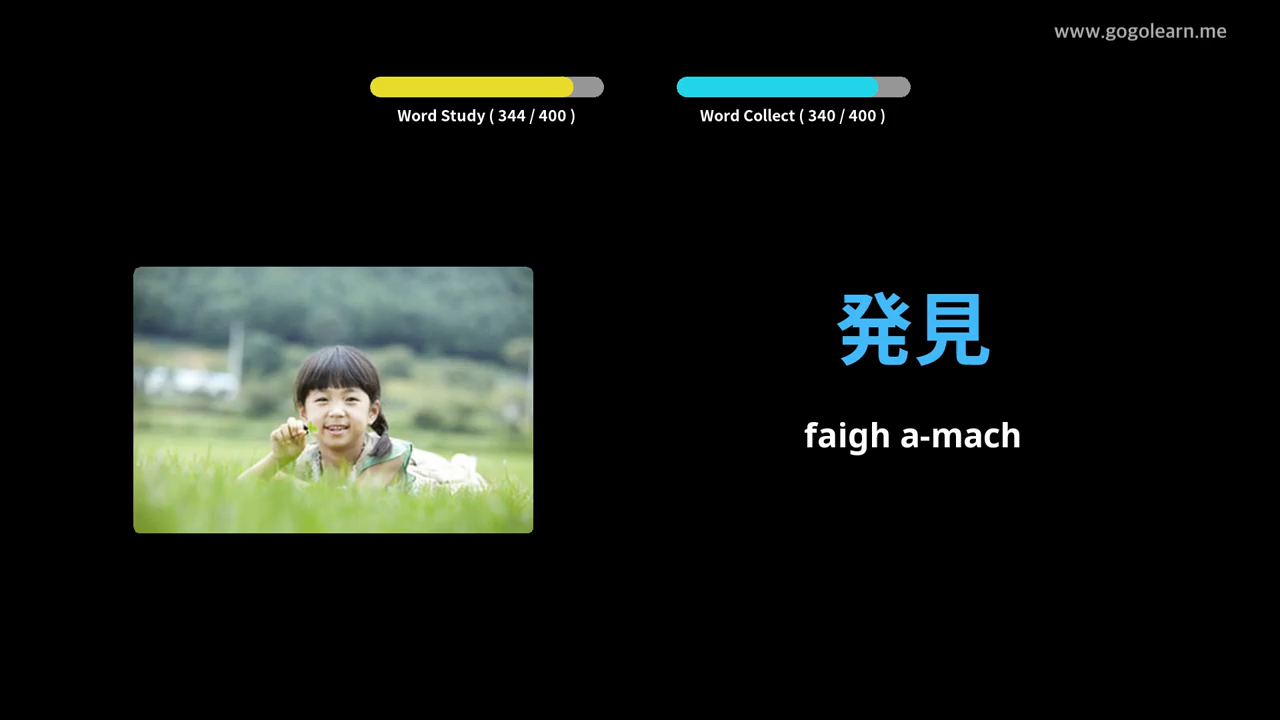 www.gogolearn.me
Word Study ( 344 / 400 )
Word Collect ( 340 / 400 )
発見
faigh a-mach